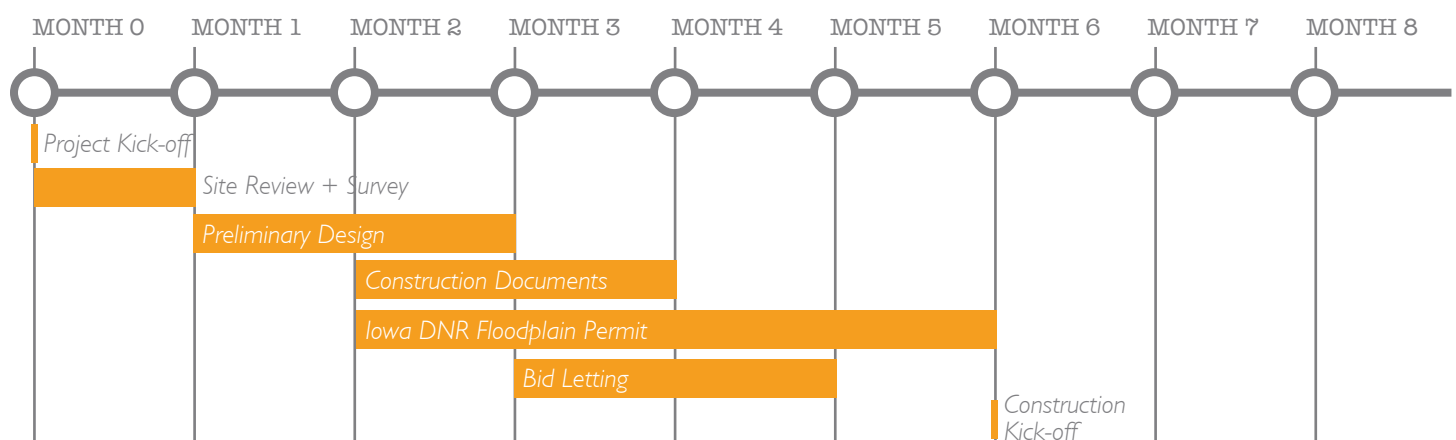 MONTH 0 MONTH 1 MONTH 2 MONTH 3 MONTH 4 MONTH 5 MONTH 6 MONTH 7 MONTH 8
Project Kick-off
Site Review + Survey
Preliminary Design
Construction Documents
Iowa DNR Floodplain Permit
Bid Letting
Construction
Kick-off